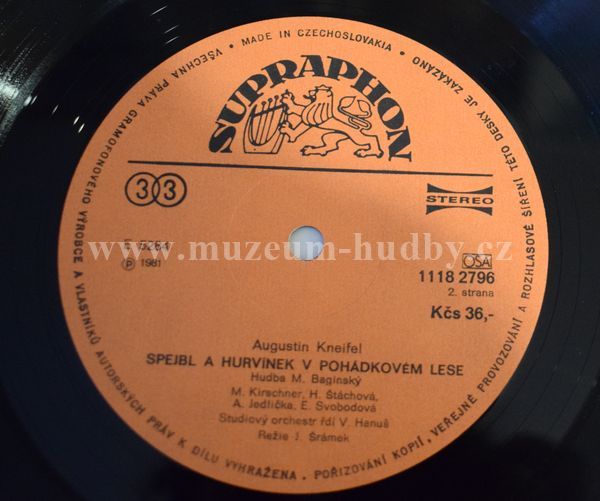 VŠECHNA PRÁVA GRAMOFONOVÉHO VÝROBCE A VLASTNÍKŮ AUTORSKÝCH PRÁV K DÍLU VYHRAŽENA. POŘIZOVÁNÍ KOPIÍ, VEŘEJNÉ PROVOZOVÁNÍ A ROZHLASOVÉ ŠÍŘENÍ TÉTO DESKY JE ZAKÁZÁNO • MADE IN CZECHOSLOVAKIA •
SUPRAPHON
33
STEREO
www.muzeum-hudby.cz
Ⓟ 1981
OSA
1118 2796
2. strana
Kčs 36,-
Augustin Kneifel
SPEJBL A HURVÍNEK V POHÁDKOVÉM LESE
Hudba M. Baginský
M. Kirschner, H. Štáchová,
A. Jedlička, E. Svobodová
Studiový orchestr řdí V. Hanuš
Režie J. Šrámek